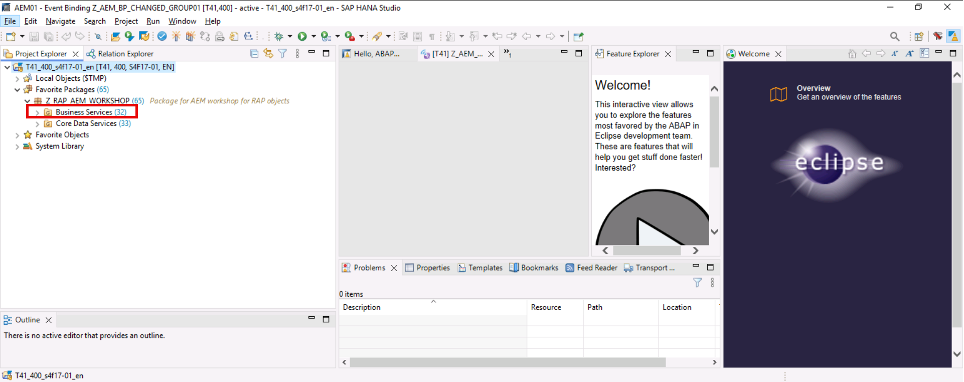 AEM01 - Event Binding Z_AEM_BP_CHANGED_GROUP01 [T41,400] - active - T41_400_s4f17-01_en - SAP HANA Studio
File Edit Navigate Search Project Run Window Help
Project Explorer Relation Explorer
T41_400_s4f17-01_en [T41, 400, S4F17-01, EN]
Local Objects ($TMP)
Favorite Packages (65)
Z_RAP_AEM_WORKSHOP (65) Package for AEM workshop for RAP objects
Business Services (32)
Core Data Services (33)
Favorite Objects
System Library
Hello, ABAP... [T41] Z_AEM_... »1
Feature Explorer
Welcome!
This interactive view allows
you to explore the features
most favored by the ABAP in
Eclipse development team.
These are features that will
help you get stuff done faster!
Interested?
Welcome
Overview
Get an overview of the features
eclipse
Problems Properties Templates Bookmarks Feed Reader Transport ...
0 items
Description Resource Path Location
Outline
There is no active editor that provides an outline.
T41_400_s4f17-01_en